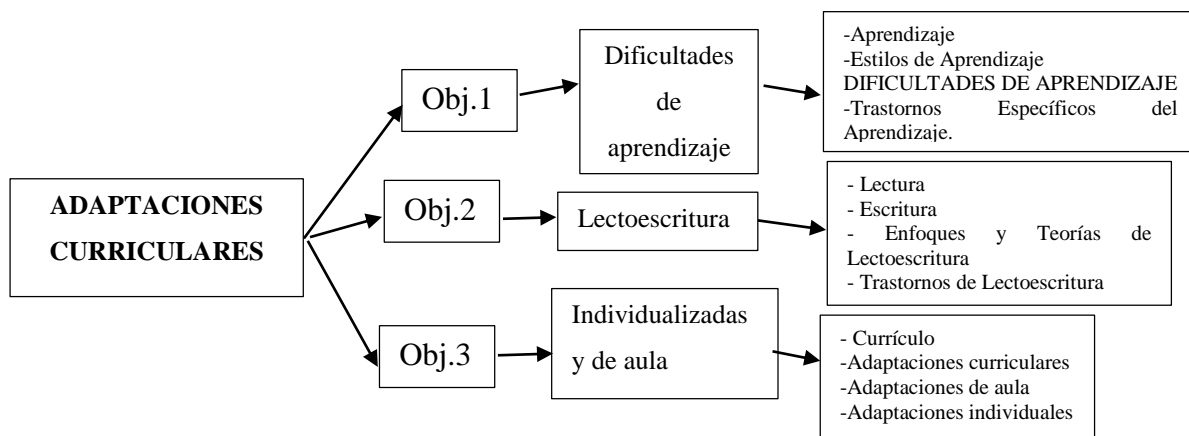 ADAPTACIONES
CURRICULARES
Obj.1
Dificultades
de
aprendizaje
-Aprendizaje
-Estilos de Aprendizaje
DIFICULTADES DE APRENDIZAJE
-Trastornos Específicos del
Aprendizaje.
Obj.2
Lectoescritura
- Lectura
- Escritura
- Enfoques y Teorías de
Lectoescritura
- Trastornos de Lectoescritura
Obj.3
Individualizadas
y de aula
- Currículo
-Adaptaciones curriculares
-Adaptaciones de aula
-Adaptaciones individuales